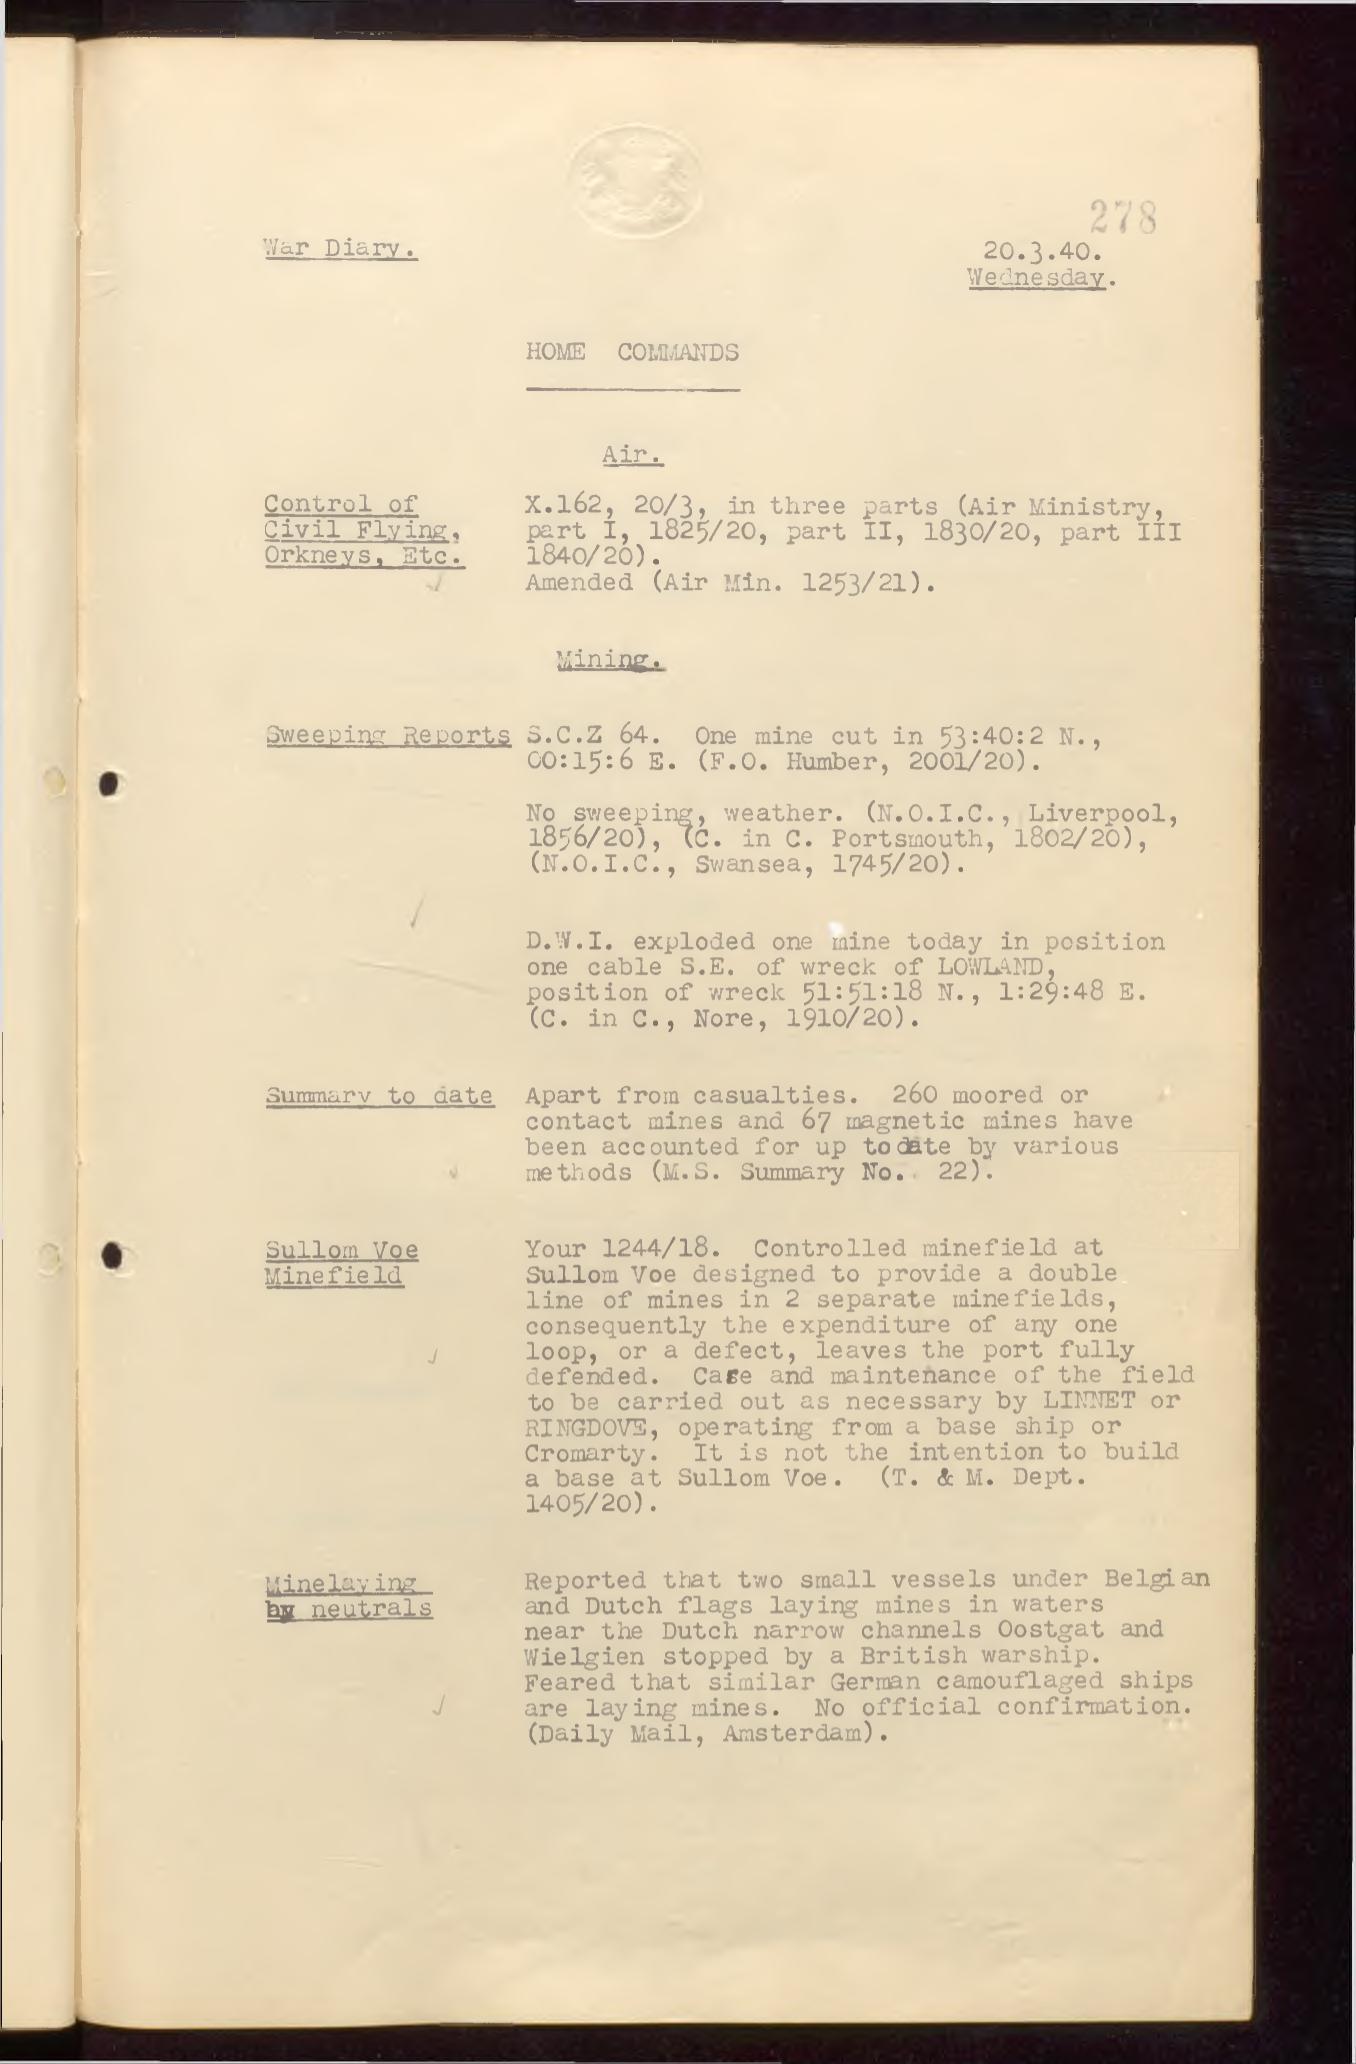 278
War Diary.
20.3.40.
Wednesday.
HOME COMMANDS
Air.
Control of
Civil Flying,
Orkneys, Etc.
X.162, 20/3, in three parts (Air Ministry,
part I, 1825/20, part II, 1830/20, part III
1840/20).
Amended (Air Min. 1253/21).
Mining.
Sweeping Reports
S.C.Z 64. One mine cut in 53:40:2 N.,
00:15:6 E. (F.O. Humber, 2001/20).
No sweeping, weather. (N.O.I.C., Liverpool,
1856/20), (C. in C. Portsmouth, 1802/20),
(N.O.I.C., Swansea, 1745/20).
D.W.I. exploded one mine today in position
one cable S.E. of wreck of LOWLAND,
position of wreck 51:51:18 N., 1:29:48 E.
(C. in C., Nore, 1910/20).
Summary to date
Apart from casualties. 260 moored or
contact mines and 67 magnetic mines have
been accounted for up to date by various
methods (M.S. Summary No. 22).
Sullom Voe
Minefield
Your 1244/18. Controlled minefield at
Sullom Voe designed to provide a double
line of mines in 2 separate minefields,
consequently the expenditure of any one
loop, or a defect, leaves the port fully
defended. Care and maintenance of the field
to be carried out as necessary by LINNET or
RINGDOVE, operating from a base ship or
Cromarty. It is not the intention to build
a base at Sullom Voe. (T. & M. Dept.
1405/20).
Minelaying
by neutrals
Reported that two small vessels under Belgian
and Dutch flags laying mines in waters
near the Dutch narrow channels Oostgat and
Wielgien stopped by a British warship.
Feared that similar German camouflaged ships
are laying mines. No official confirmation.
(Daily Mail, Amsterdam).